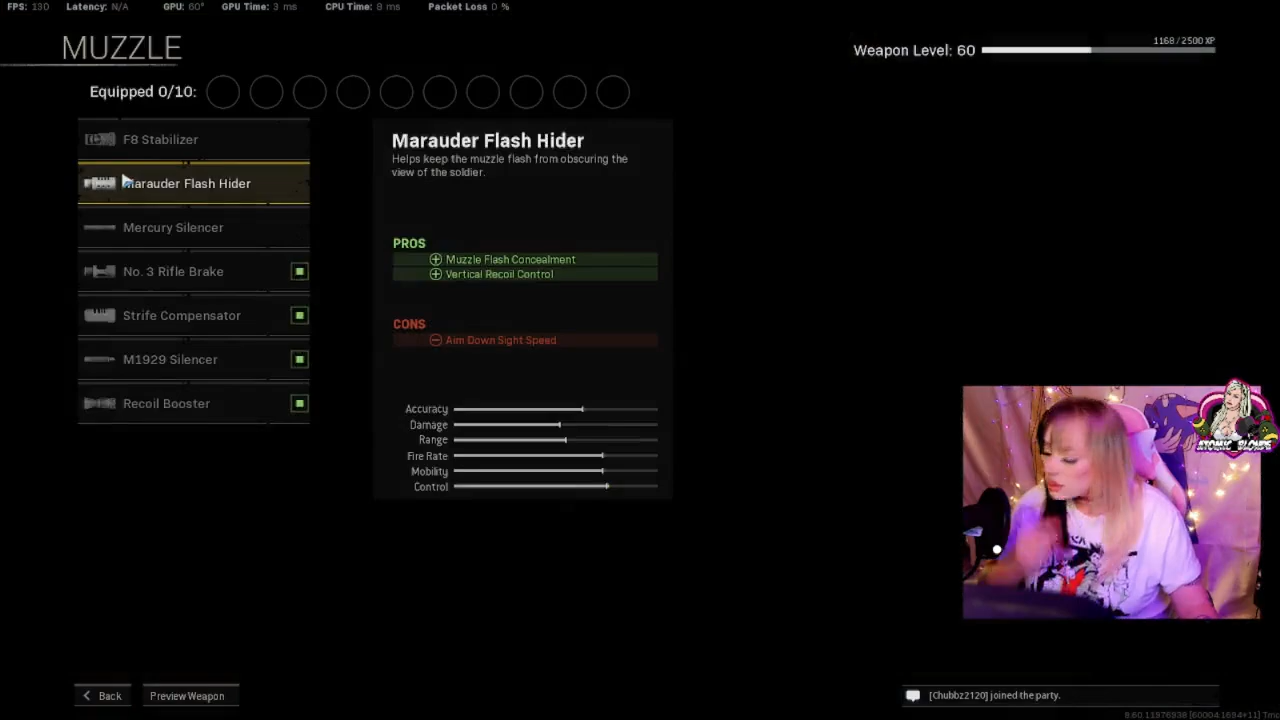 FPS: 130 Latency: N/A GPU: 60° GPU Time: 3 ms CPU Time: 8 ms Packet Loss 0 %
MUZZLE
Weapon Level: 60
1168 / 2500 XP
Equipped 0/10:
F8 Stabilizer
Marauder Flash Hider
Mercury Silencer
No. 3 Rifle Brake
Strife Compensator
M1929 Silencer
Recoil Booster
Marauder Flash Hider
Helps keep the muzzle flash from obscuring the
view of the soldier.
PROS
Muzzle Flash Concealment
Vertical Recoil Control
CONS
Aim Down Sight Speed
Accuracy
Damage
Range
Fire Rate
Mobility
Control
ATOMIC BLONDE
Back
Preview Weapon
[Chubbz2120] joined the party.